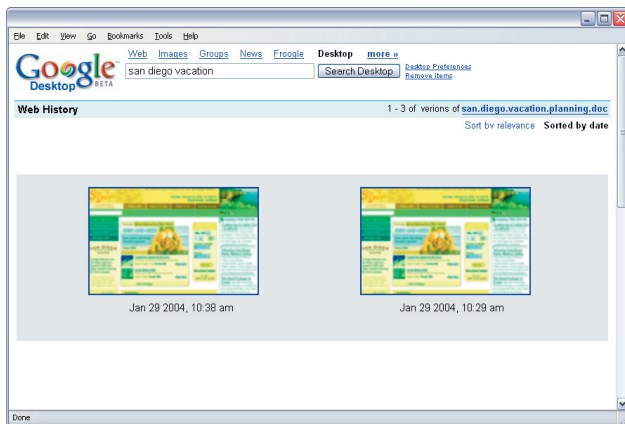 File Edit View Go Bookmarks Tools Help
Web Images Groups News Froogle Desktop more »
Google
Desktop BETA
san diego vacation
Search Desktop
Desktop Preferences
Remove items
Web History
1 - 3 of verions of san.diego.vacation.planning.doc
Sort by relevance Sorted by date
Jan 29 2004, 10:38 am
Jan 29 2004, 10:29 am
Done